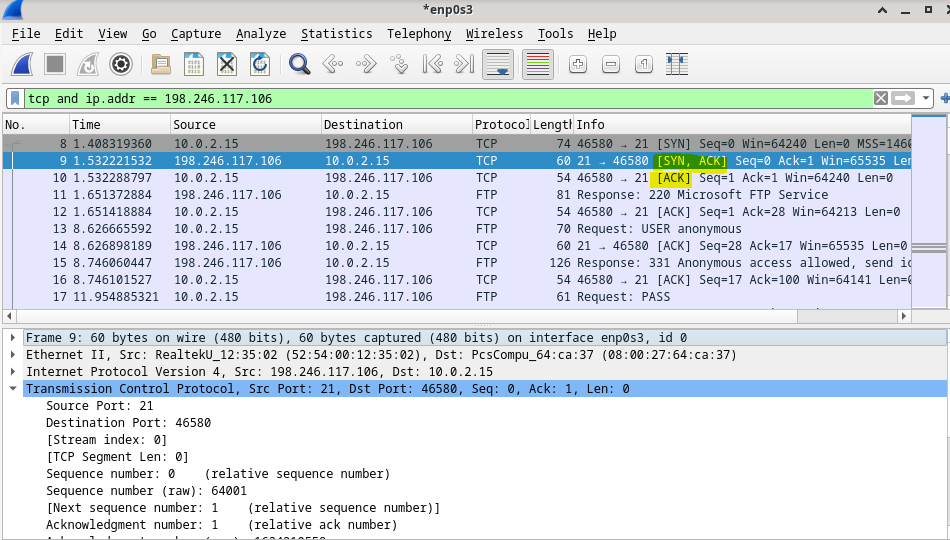 *enp0s3
File Edit View Go Capture Analyze Statistics Telephony Wireless Tools Help
tcp and ip.addr == 198.246.117.106
No. Time Source Destination Protocol Length Info
8 1.408319360 10.0.2.15 198.246.117.106 TCP 74 46580 → 21 [SYN] Seq=0 Win=64240 Len=0 MSS=1460
9 1.532221532 198.246.117.106 10.0.2.15 TCP 60 21 → 46580 [SYN, ACK] Seq=0 Ack=1 Win=65535 Len
10 1.532288797 10.0.2.15 198.246.117.106 TCP 54 46580 → 21 [ACK] Seq=1 Ack=1 Win=64240 Len=0
11 1.651372884 198.246.117.106 10.0.2.15 FTP 81 Response: 220 Microsoft FTP Service
12 1.651418884 10.0.2.15 198.246.117.106 TCP 54 46580 → 21 [ACK] Seq=1 Ack=28 Win=64213 Len=0
13 8.626665592 10.0.2.15 198.246.117.106 FTP 70 Request: USER anonymous
14 8.626898189 198.246.117.106 10.0.2.15 TCP 60 21 → 46580 [ACK] Seq=28 Ack=17 Win=65535 Len=0
15 8.746060447 198.246.117.106 10.0.2.15 FTP 126 Response: 331 Anonymous access allowed, send id
16 8.746101527 10.0.2.15 198.246.117.106 TCP 54 46580 → 21 [ACK] Seq=17 Ack=100 Win=64141 Len=0
17 11.954885321 10.0.2.15 198.246.117.106 FTP 61 Request: PASS
Frame 9: 60 bytes on wire (480 bits), 60 bytes captured (480 bits) on interface enp0s3, id 0
Ethernet II, Src: RealtekU_12:35:02 (52:54:00:12:35:02), Dst: PcsCompu_64:ca:37 (08:00:27:64:ca:37)
Internet Protocol Version 4, Src: 198.246.117.106, Dst: 10.0.2.15
Transmission Control Protocol, Src Port: 21, Dst Port: 46580, Seq: 0, Ack: 1, Len: 0
Source Port: 21
Destination Port: 46580
[Stream index: 0]
[TCP Segment Len: 0]
Sequence number: 0 (relative sequence number)
Sequence number (raw): 64001
[Next sequence number: 1 (relative sequence number)]
Acknowledgment number: 1 (relative ack number)